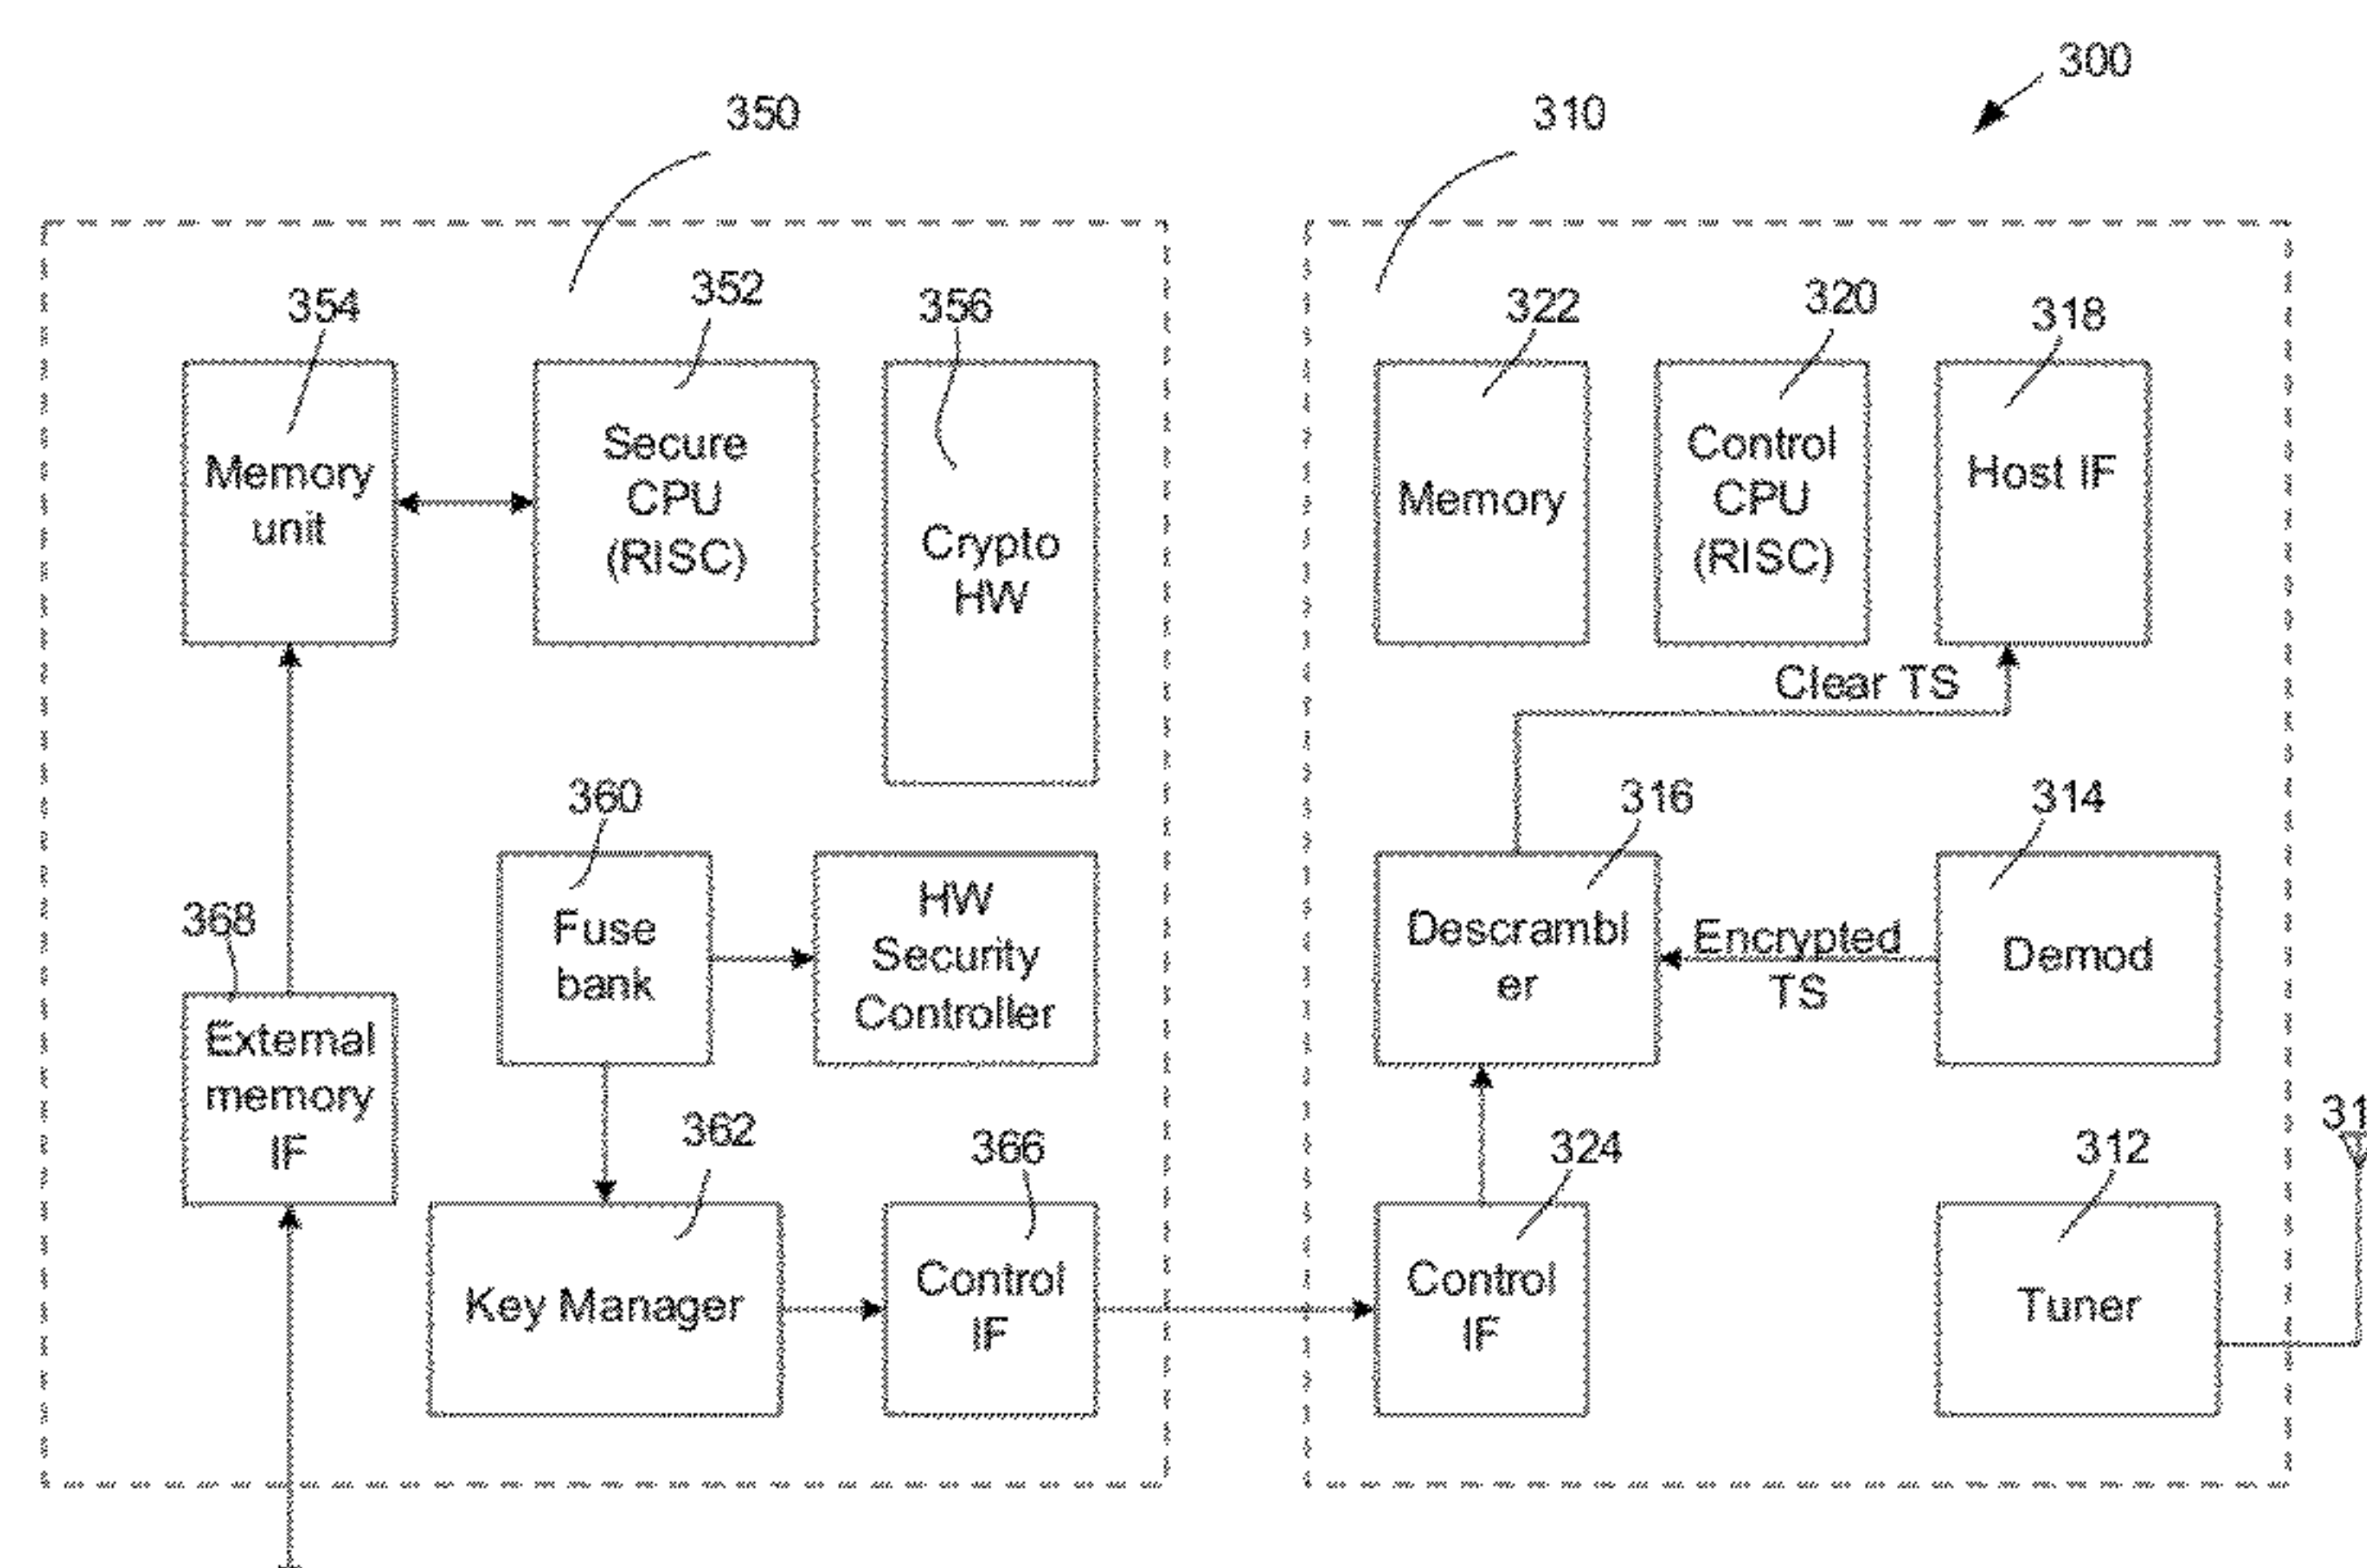 300
350
310
354
352
356
322
320
318
Memory
unit
Secure
CPU
(RISC)
Crypto
HW
Memory
Control
CPU
(RISC)
Host IF
Clear TS
360
316
314
368
Fuse
bank
HW
Security
Controller
Descrambl
er
Encrypted
TS
Demod
External
memory
IF
362
366
324
312
31
Key Manager
Control
IF
Control
IF
Tuner